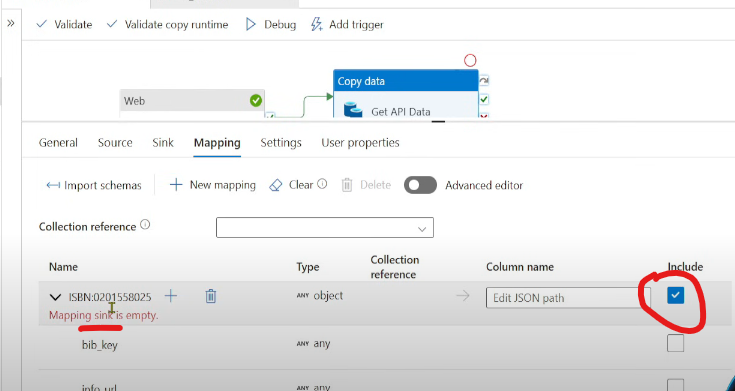 » Validate Validate copy runtime Debug Add trigger
Copy data
Web
Get API Data
General Source Sink Mapping Settings User properties
Import schemas New mapping Clear Delete Advanced editor
Collection reference
Name Type Collection reference Column name Include
ISBN:0201558025 ANY object Edit JSON path
Mapping sink is empty.
bib_key ANY any
info_url ANY any